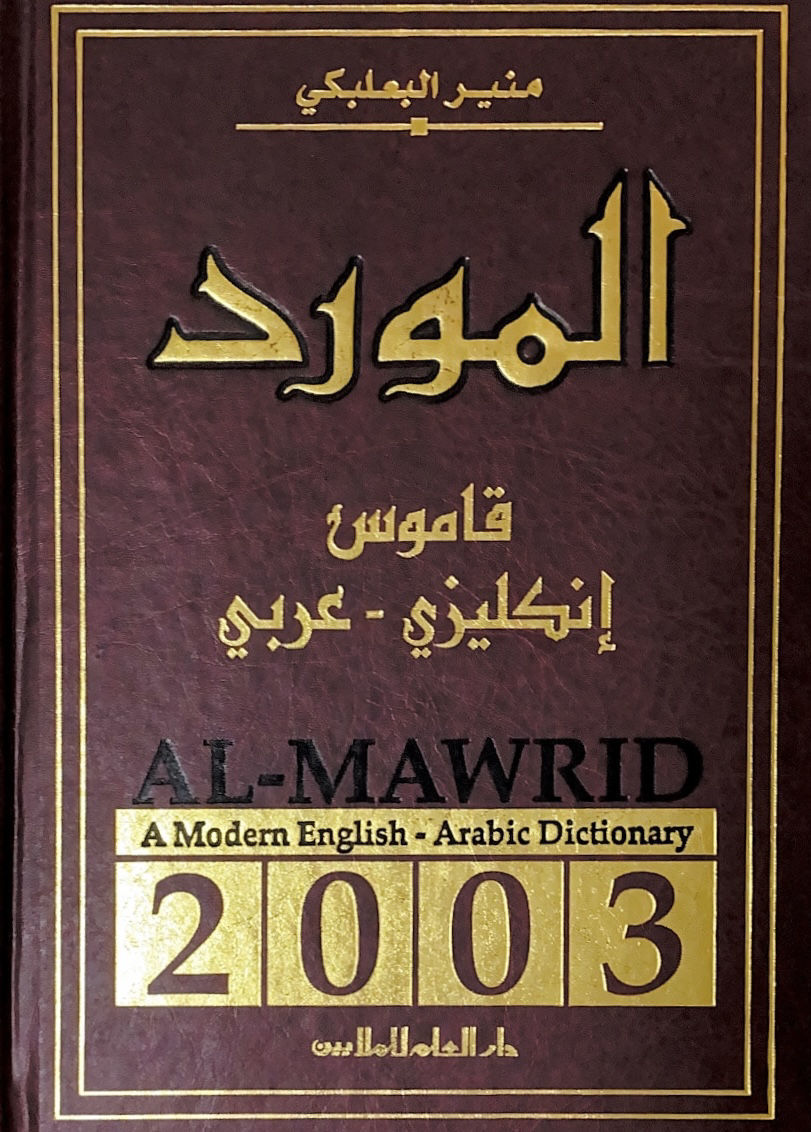 منير البعلبكي
المورد
قاموس
إنكليزي - عربي
AL-MAWRID
A Modern English - Arabic Dictionary
2003
دار العلم للملايين